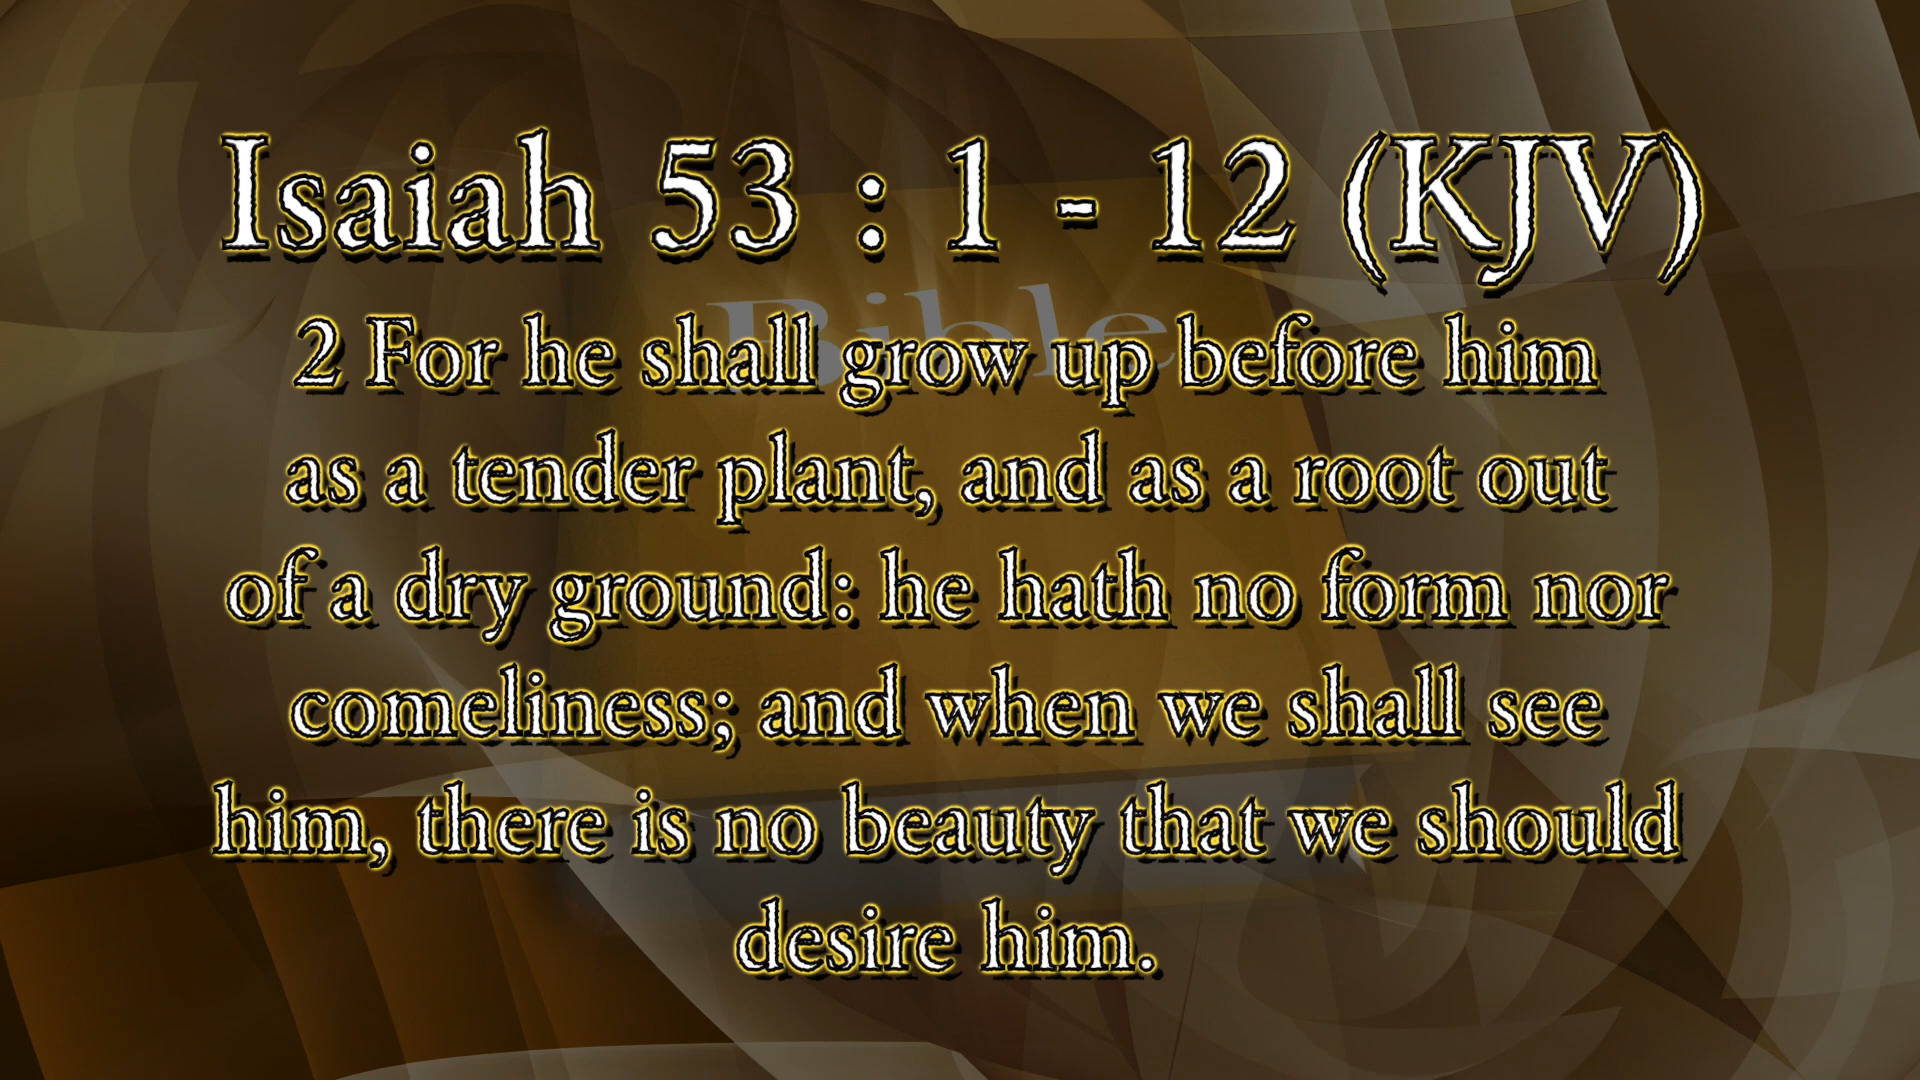 Isaiah 53 : 1 - 12 (KJV)
Bible
2 For he shall grow up before him
as a tender plant, and as a root out
of a dry ground: he hath no form nor
comeliness; and when we shall see
him, there is no beauty that we should
desire him.